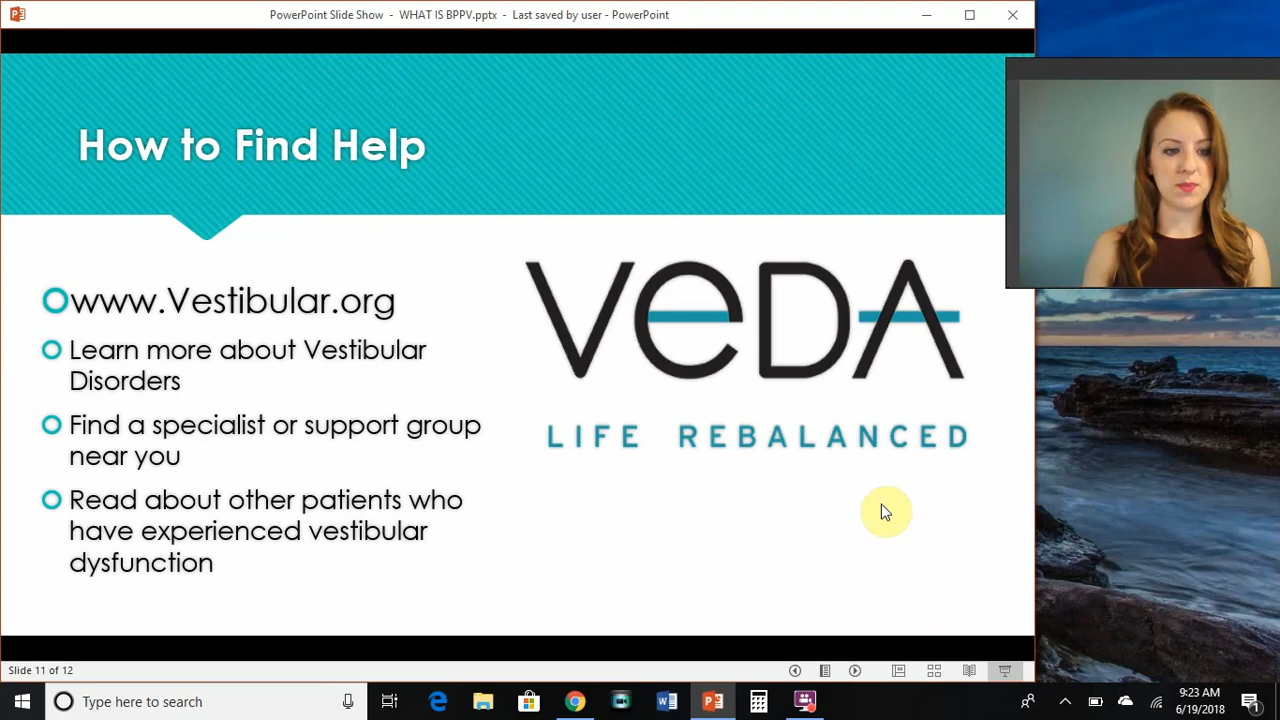 PowerPoint Slide Show - WHAT IS BPPV.pptx - Last saved by user - PowerPoint
How to Find Help
www.Vestibular.org
Learn more about Vestibular
Disorders
Find a specialist or support group
near you
Read about other patients who
have experienced vestibular
dysfunction
VeDA
LIFE REBALANCED
Slide 11 of 12
Type here to search
9:23 AM
6/19/2018
1